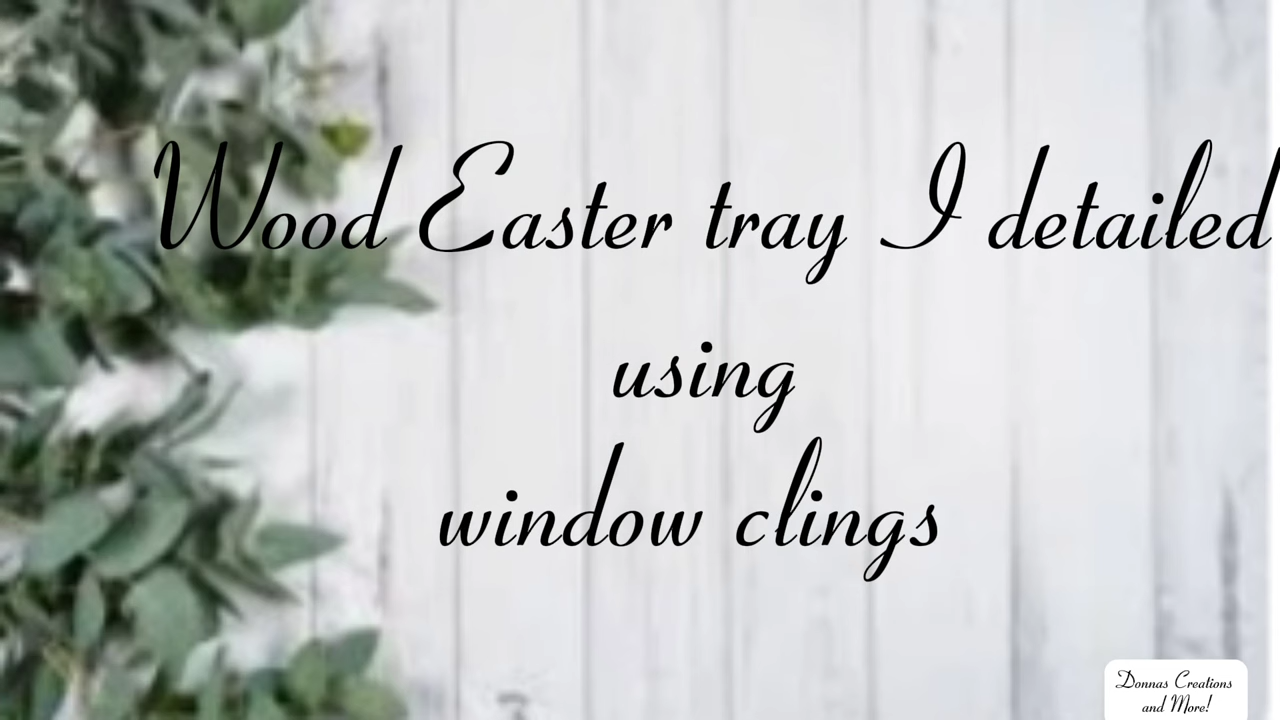 Wood Easter tray I detailed
using
window clings
Donnas Creations
and More!